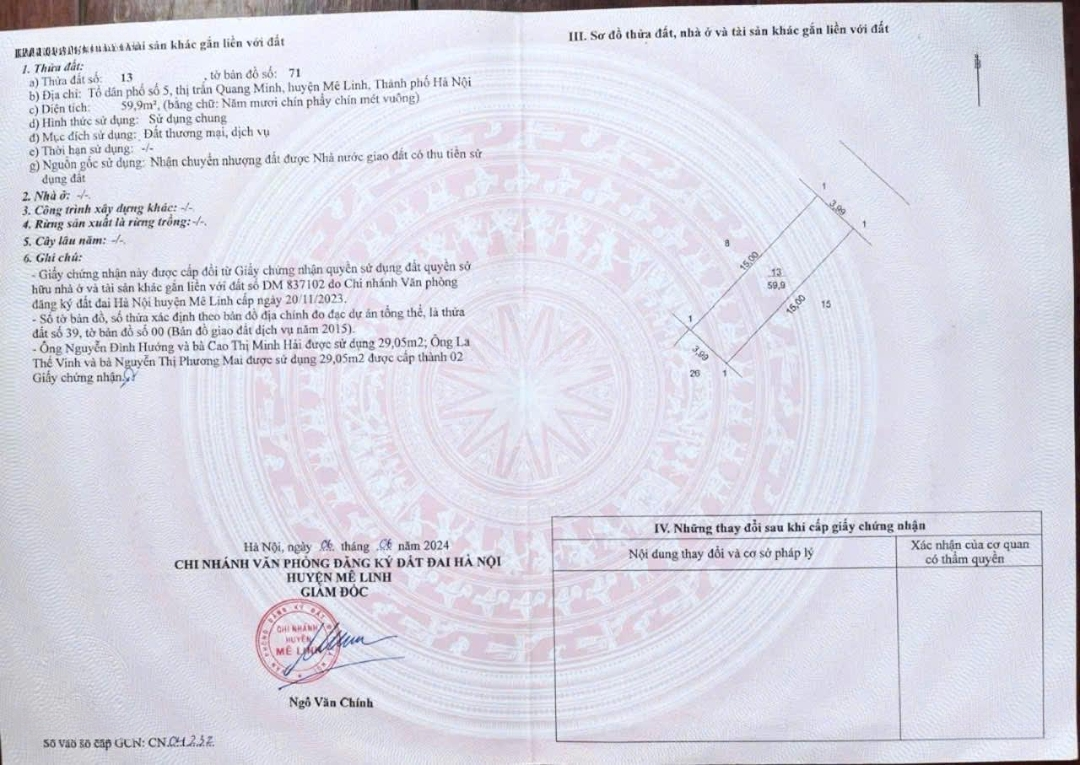 tài sản khác gắn liền với đất
1. Thửa đất:
a) Thửa đất số: 13 , tờ bản đồ số: 71
b) Địa chỉ: Tổ dân phố số 5, thị trấn Quang Minh, huyện Mê Linh, Thành phố Hà Nội
c) Diện tích: 59,9m², (bằng chữ: Năm mươi chín phẩy chín mét vuông)
d) Hình thức sử dụng: Sử dụng chung
đ) Mục đích sử dụng: Đất thương mại, dịch vụ
e) Thời hạn sử dụng: -/-
g) Nguồn gốc sử dụng: Nhận chuyển nhượng đất được Nhà nước giao đất có thu tiền sử
dụng đất
2. Nhà ở: -/-.
3. Công trình xây dựng khác: -/-.
4. Rừng sản xuất là rừng trồng:-/-.
5. Cây lâu năm: -/-.
6. Ghi chú:
- Giấy chứng nhận này được cấp đổi từ Giấy chứng nhận quyền sử dụng đất quyền sở
hữu nhà ở và tài sản khác gắn liền với đất số DM 837102 do Chi nhánh Văn phòng
đăng ký đất đai Hà Nội huyện Mê Linh cấp ngày 20/11/2023.
- Số tờ bản đồ, số thửa xác định theo bản đồ địa chính đo đạc dự án tổng thể, là thửa
đất số 39, tờ bản đồ số 00 (Bản đồ giao đất dịch vụ năm 2015).
- Ông Nguyễn Đình Hướng và bà Cao Thị Minh Hải được sử dụng 29,05m2; Ông La
Thế Vinh và bà Nguyễn Thị Phương Mai được sử dụng 29,05m2 được cấp thành 02
Giấy chứng nhận.
Hà Nội, ngày 06 tháng 06 năm 2024
CHI NHÁNH VĂN PHÒNG ĐĂNG KÝ ĐẤT ĐAI HÀ NỘI
HUYỆN MÊ LINH
GIÁM ĐỐC
CHI NHÁNH
HUYỆN
MÊ LINH
Ngô Văn Chính
Số vào sổ cấp GCN: CN.04232
III. Sơ đồ thửa đất, nhà ở và tài sản khác gắn liền với đất
1
3,99
1
8
15,00
13
59,9
15,00
15
1
3,99
26
1
IV. Những thay đổi sau khi cấp giấy chứng nhận
Nội dung thay đổi và cơ sở pháp lý
Xác nhận của cơ quan
có thẩm quyền